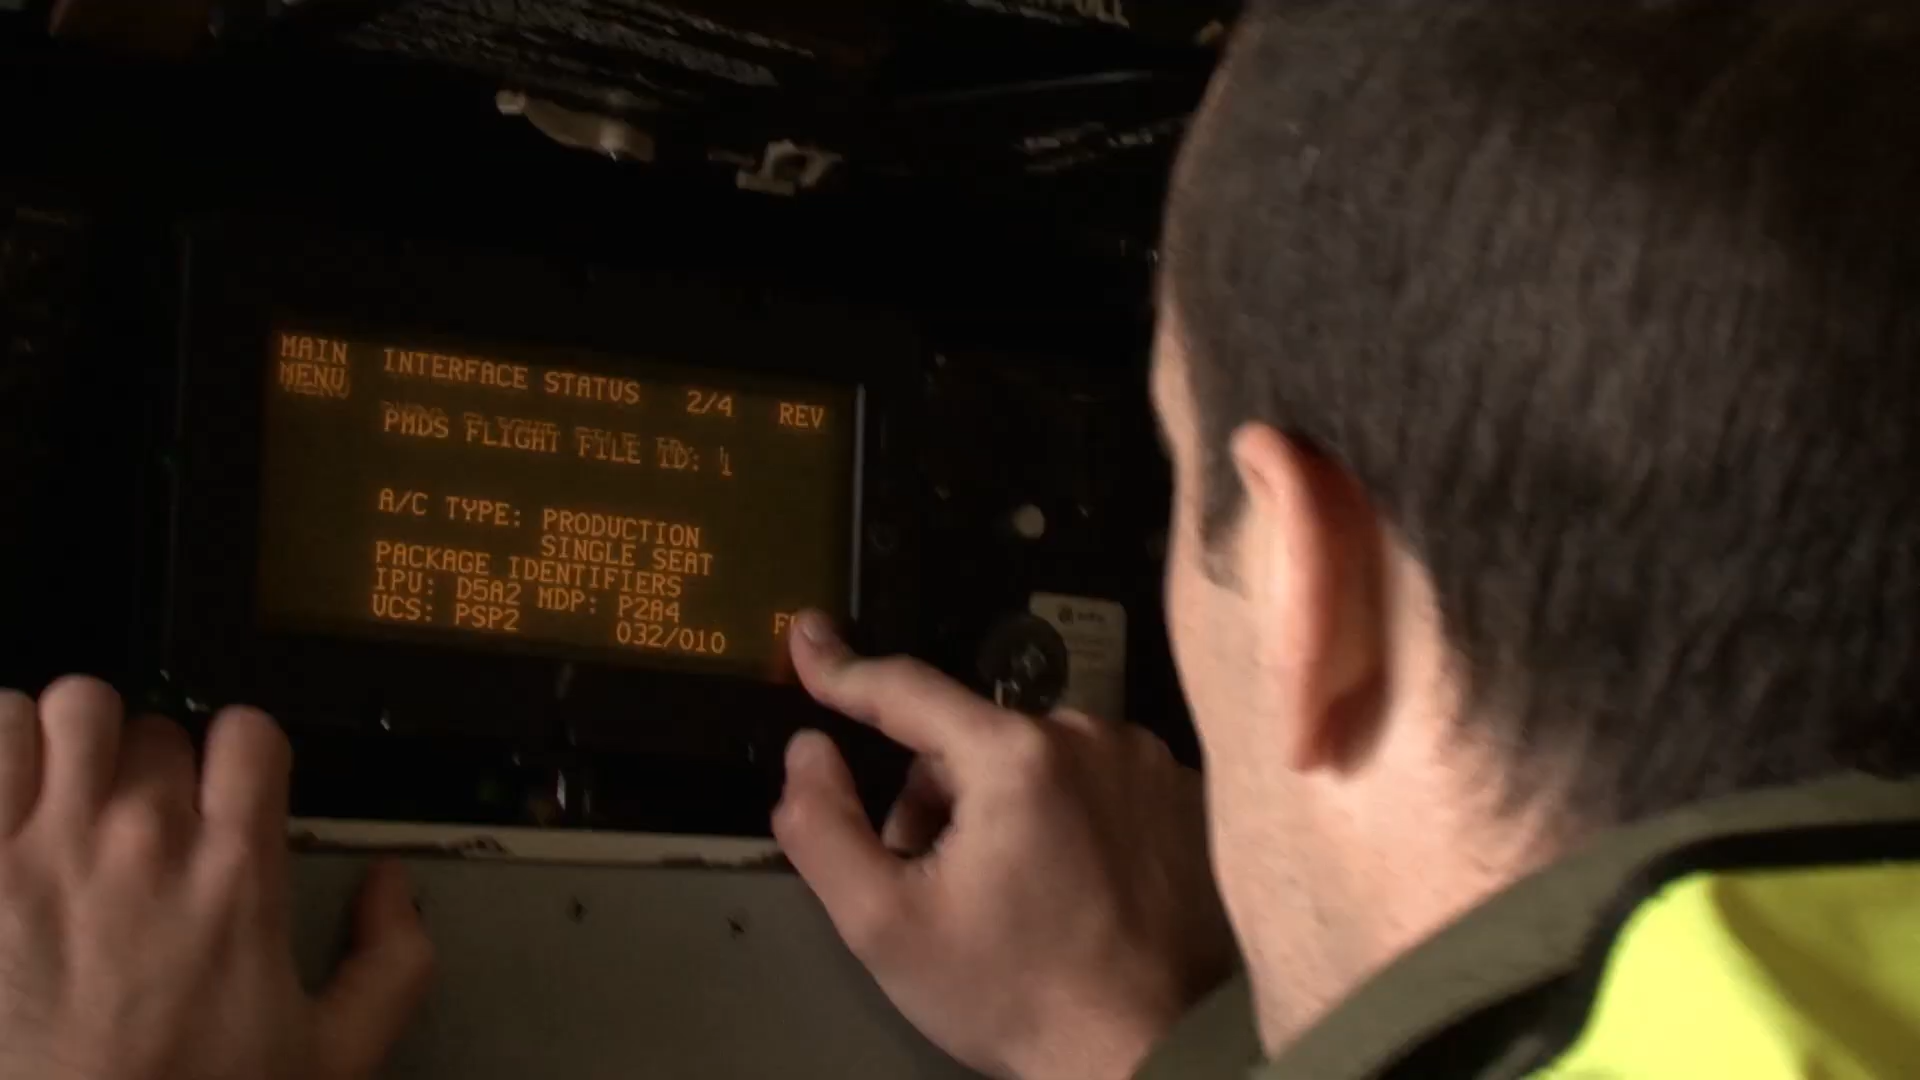 MAIN
MENU
INTERFACE STATUS 2/4 REV
PMDS FLIGHT FILE ID: 1
A/C TYPE: PRODUCTION
SINGLE SEAT
PACKAGE IDENTIFIERS
IPU: D5A2 MDP: P2A4
UCS: PSP2 032/010